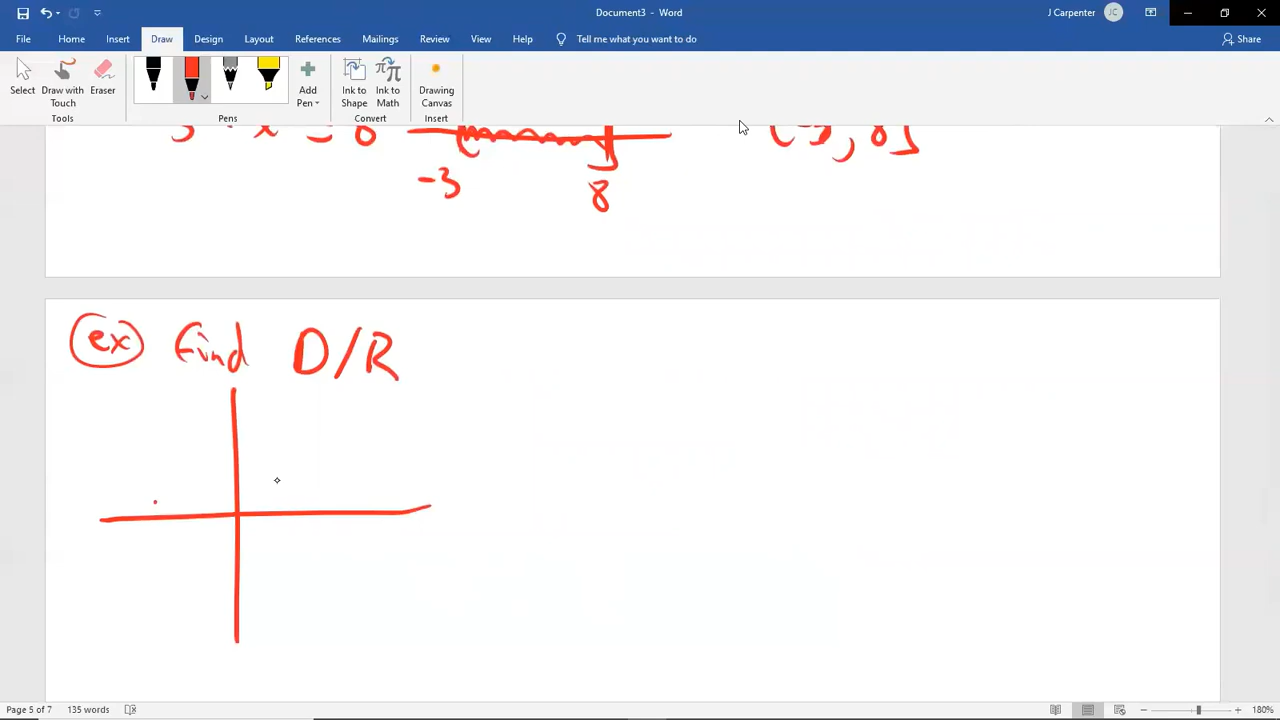 Document3 - Word
J Carpenter
JC
File
Home
Insert
Draw
Design
Layout
References
Mailings
Review
View
Help
Tell me what you want to do
Share
Select
Draw with Touch
Eraser
Add Pen
Ink to Shape
Ink to Math
Drawing Canvas
Tools
Pens
Convert
Insert
-3
8
ex Find D/R
Page 5 of 7
135 words
180%